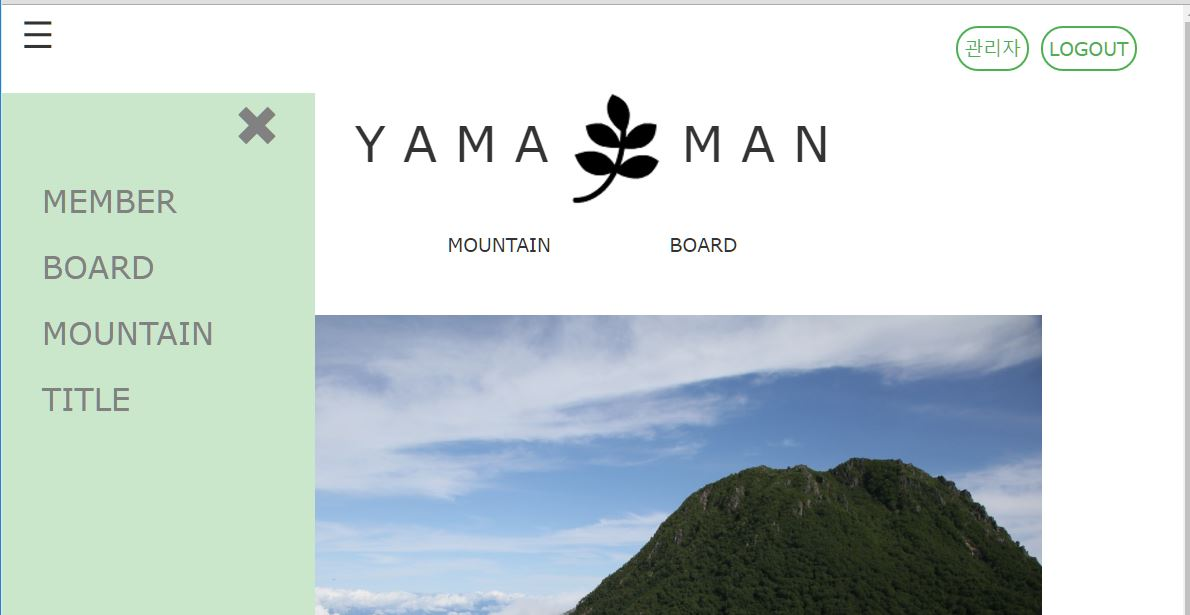 관리자 LOGOUT
YAMA MAN
MOUNTAIN BOARD
MEMBER
BOARD
MOUNTAIN
TITLE